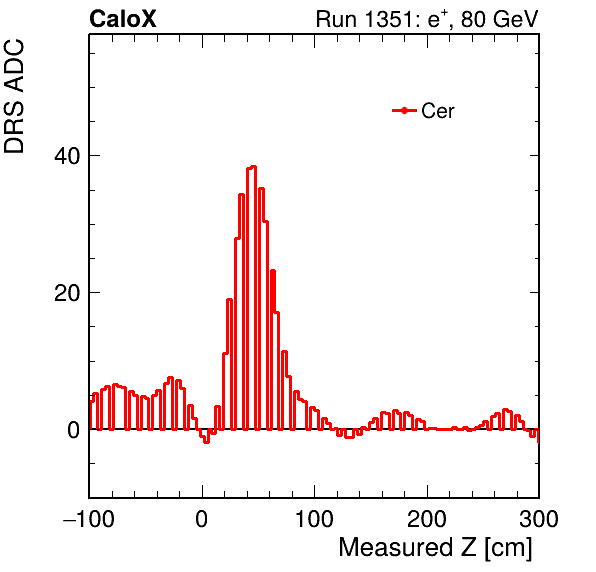 CaloX Run 1351: e⁺, 80 GeV
DRS ADC
Cer
40
20
0
−100 0 100 200 300
Measured Z [cm]